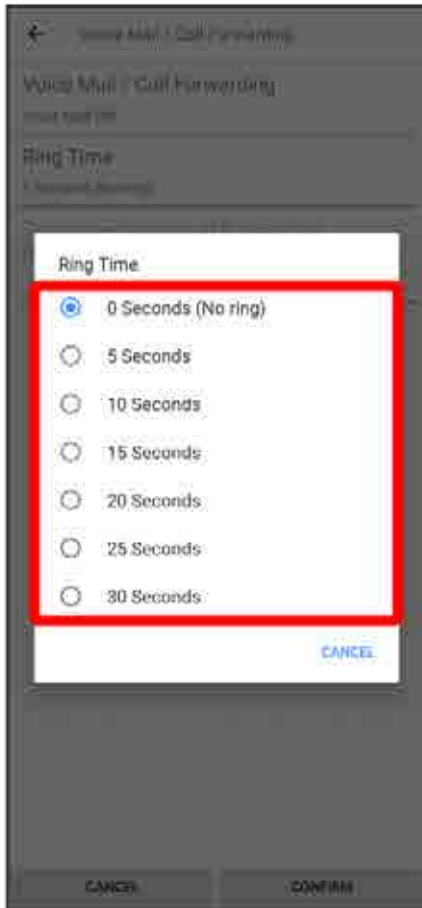 Voice Mail / Call Forwarding
Voice Mail / Call Forwarding
Ring Time
Ring Time
0 Seconds (No ring)
5 Seconds
10 Seconds
15 Seconds
20 Seconds
25 Seconds
30 Seconds
CANCEL
CANCEL
CONFIRM